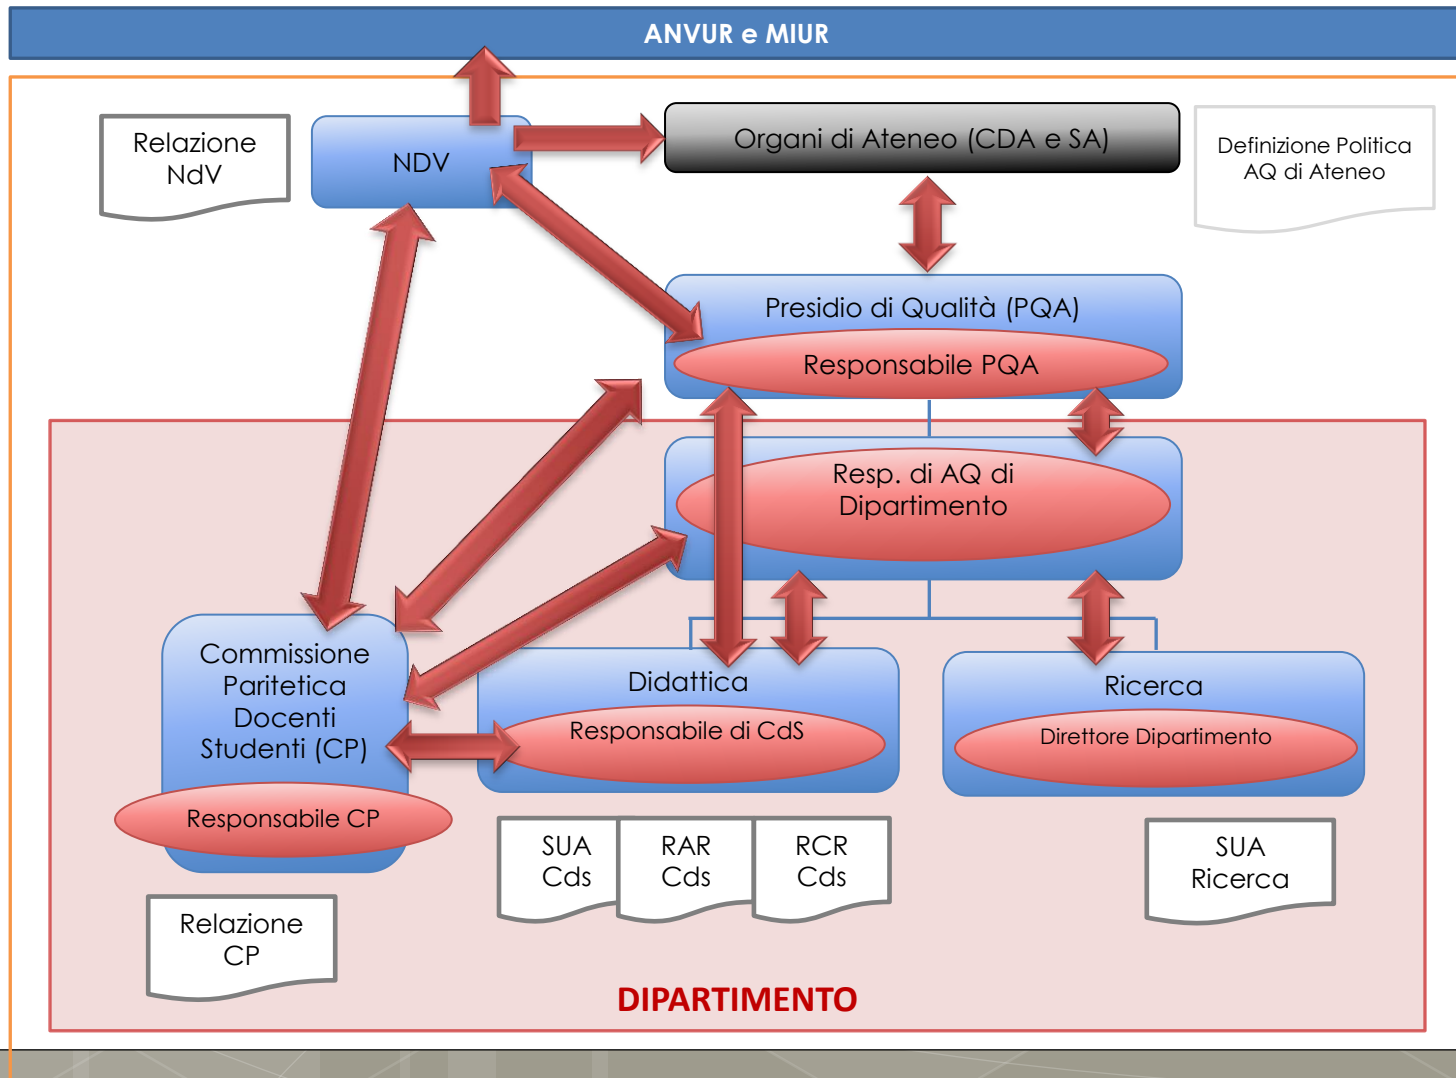 ANVUR e MIUR
Relazione
NdV
NDV
Organi di Ateneo (CDA e SA)
Definizione Politica
AQ di Ateneo
Presidio di Qualità (PQA)
Responsabile PQA
Resp. di AQ di
Dipartimento
Commissione
Paritetica
Docenti
Studenti (CP)
Responsabile CP
Didattica
Responsabile di CdS
Ricerca
Direttore Dipartimento
SUA
Cds
RAR
Cds
RCR
Cds
SUA
Ricerca
Relazione
CP
DIPARTIMENTO